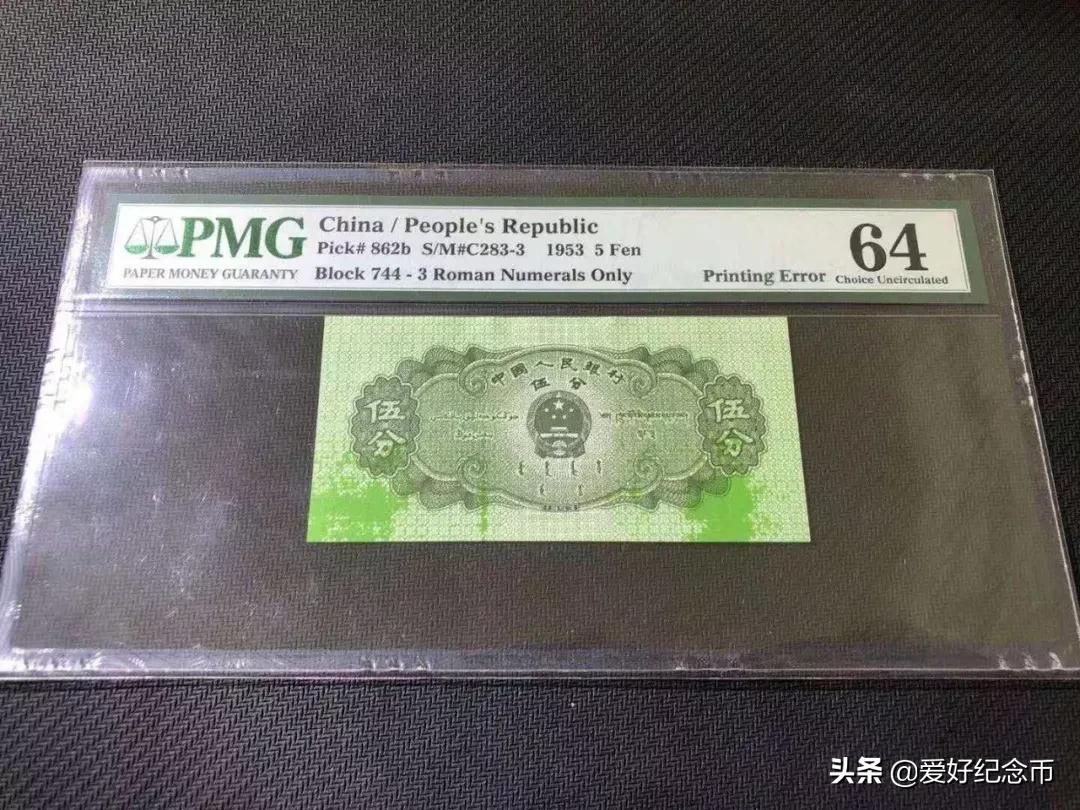 PMG
PAPER MONEY GUARANTY
China / People's Republic
Pick# 862b S/M#C283-3 1953 5 Fen
Block 744 - 3 Roman Numerals Only
Printing Error
64
Choice Uncirculated
中國人民銀行
伍分
伍分
伍分
头条 @爱好纪念币